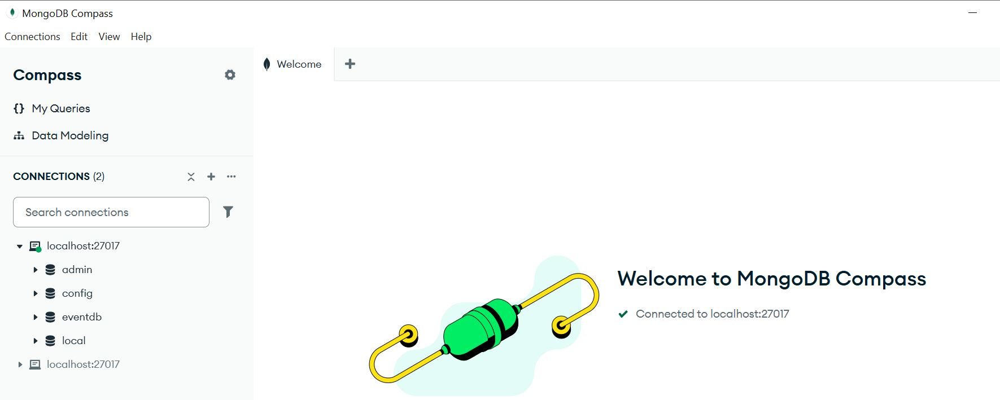 MongoDB Compass
Connections Edit View Help
Compass
My Queries
Data Modeling
CONNECTIONS (2)
Search connections
localhost:27017
admin
config
eventdb
local
localhost:27017
Welcome
Welcome to MongoDB Compass
Connected to localhost:27017